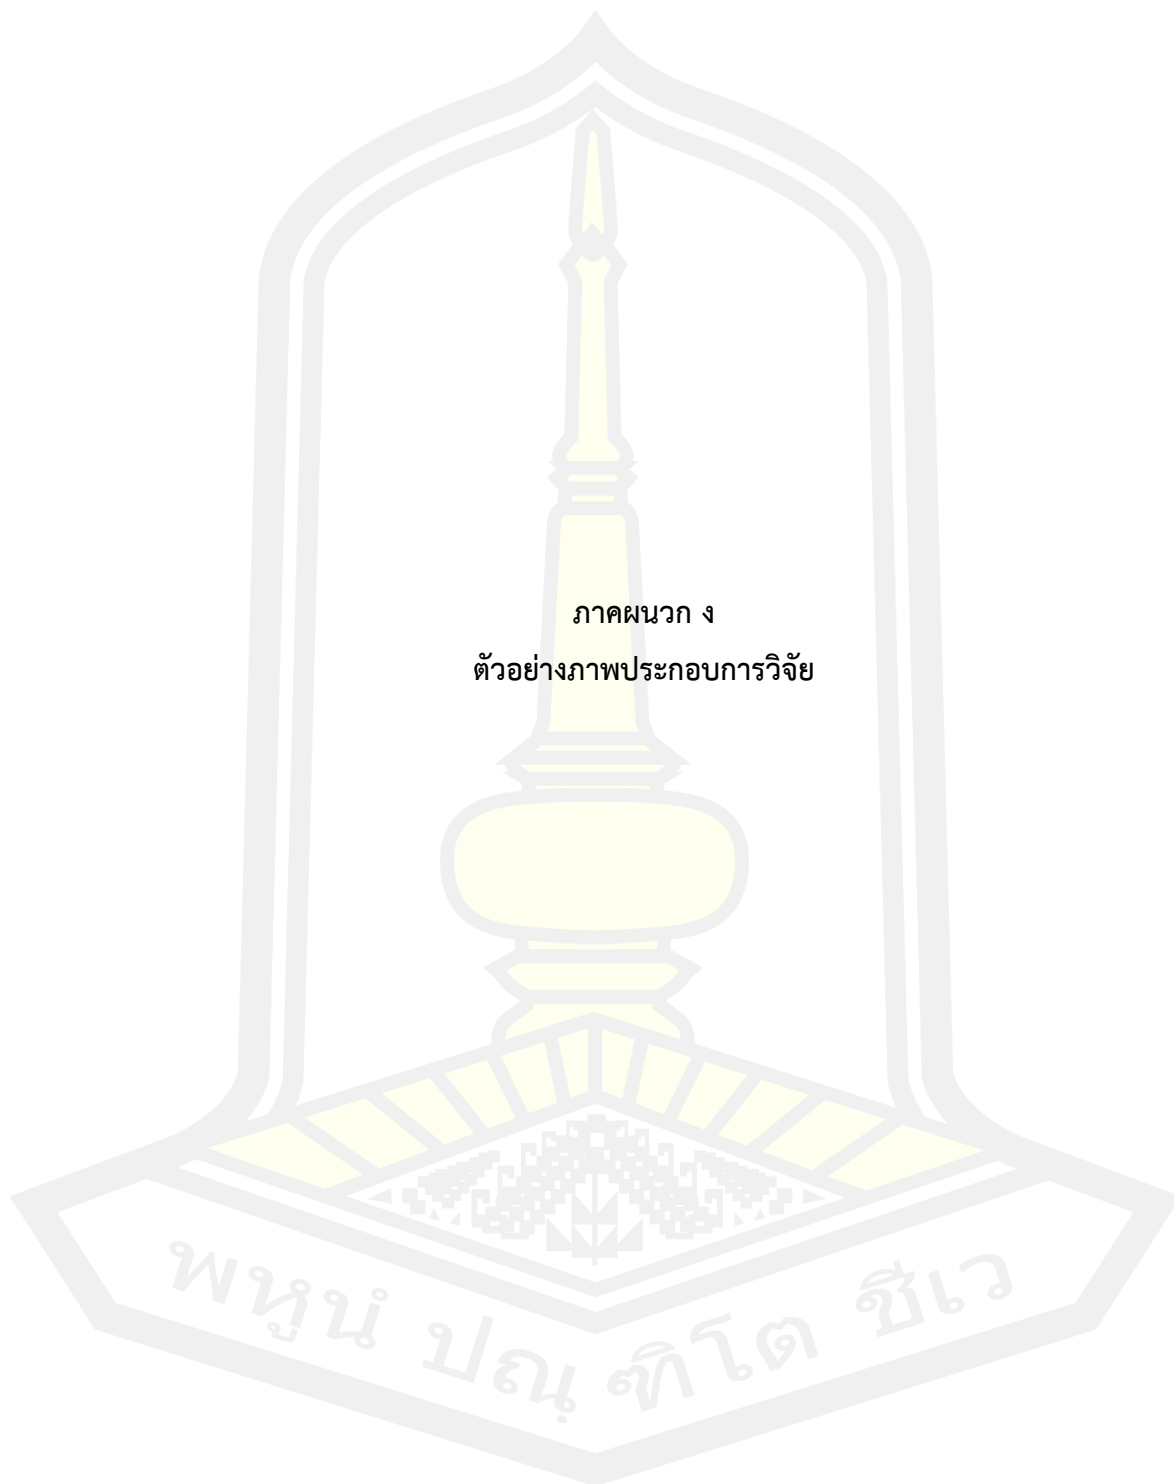 ภาคผนวก ง
ตัวอย่างภาพประกอบการวิจัย
พหูนํ ปณฺฑิโต ชีเว